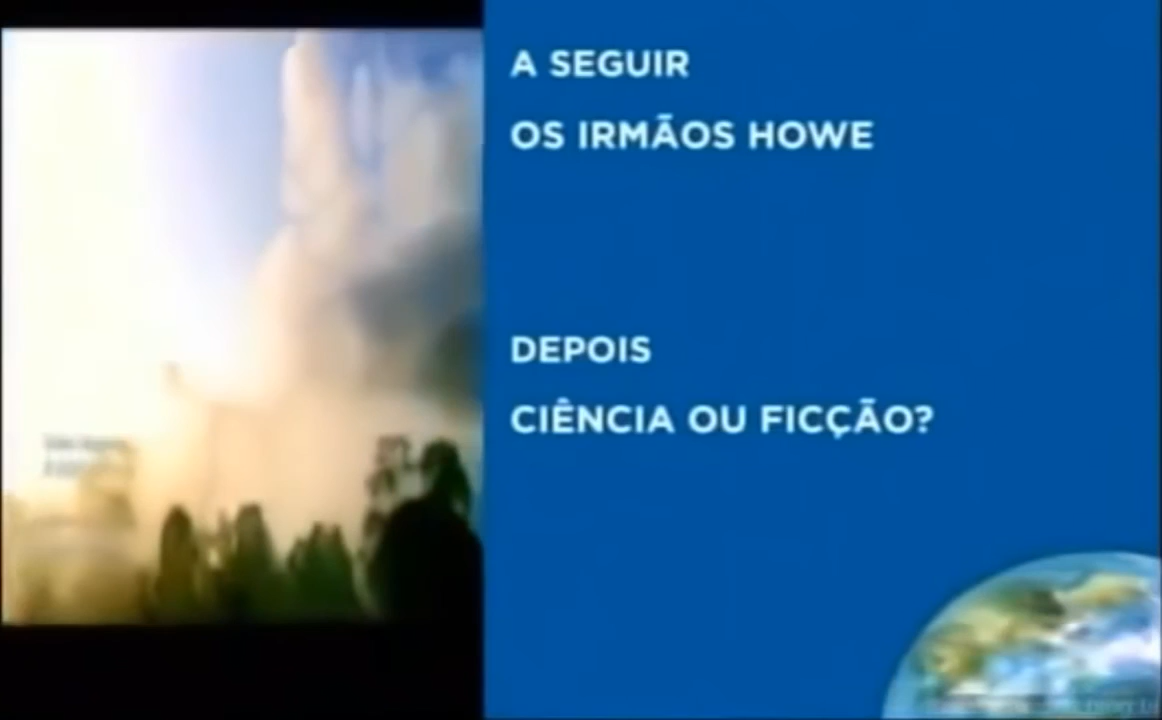 A SEGUIR
OS IRMÃOS HOWE
DEPOIS
CIÊNCIA OU FICÇÃO?